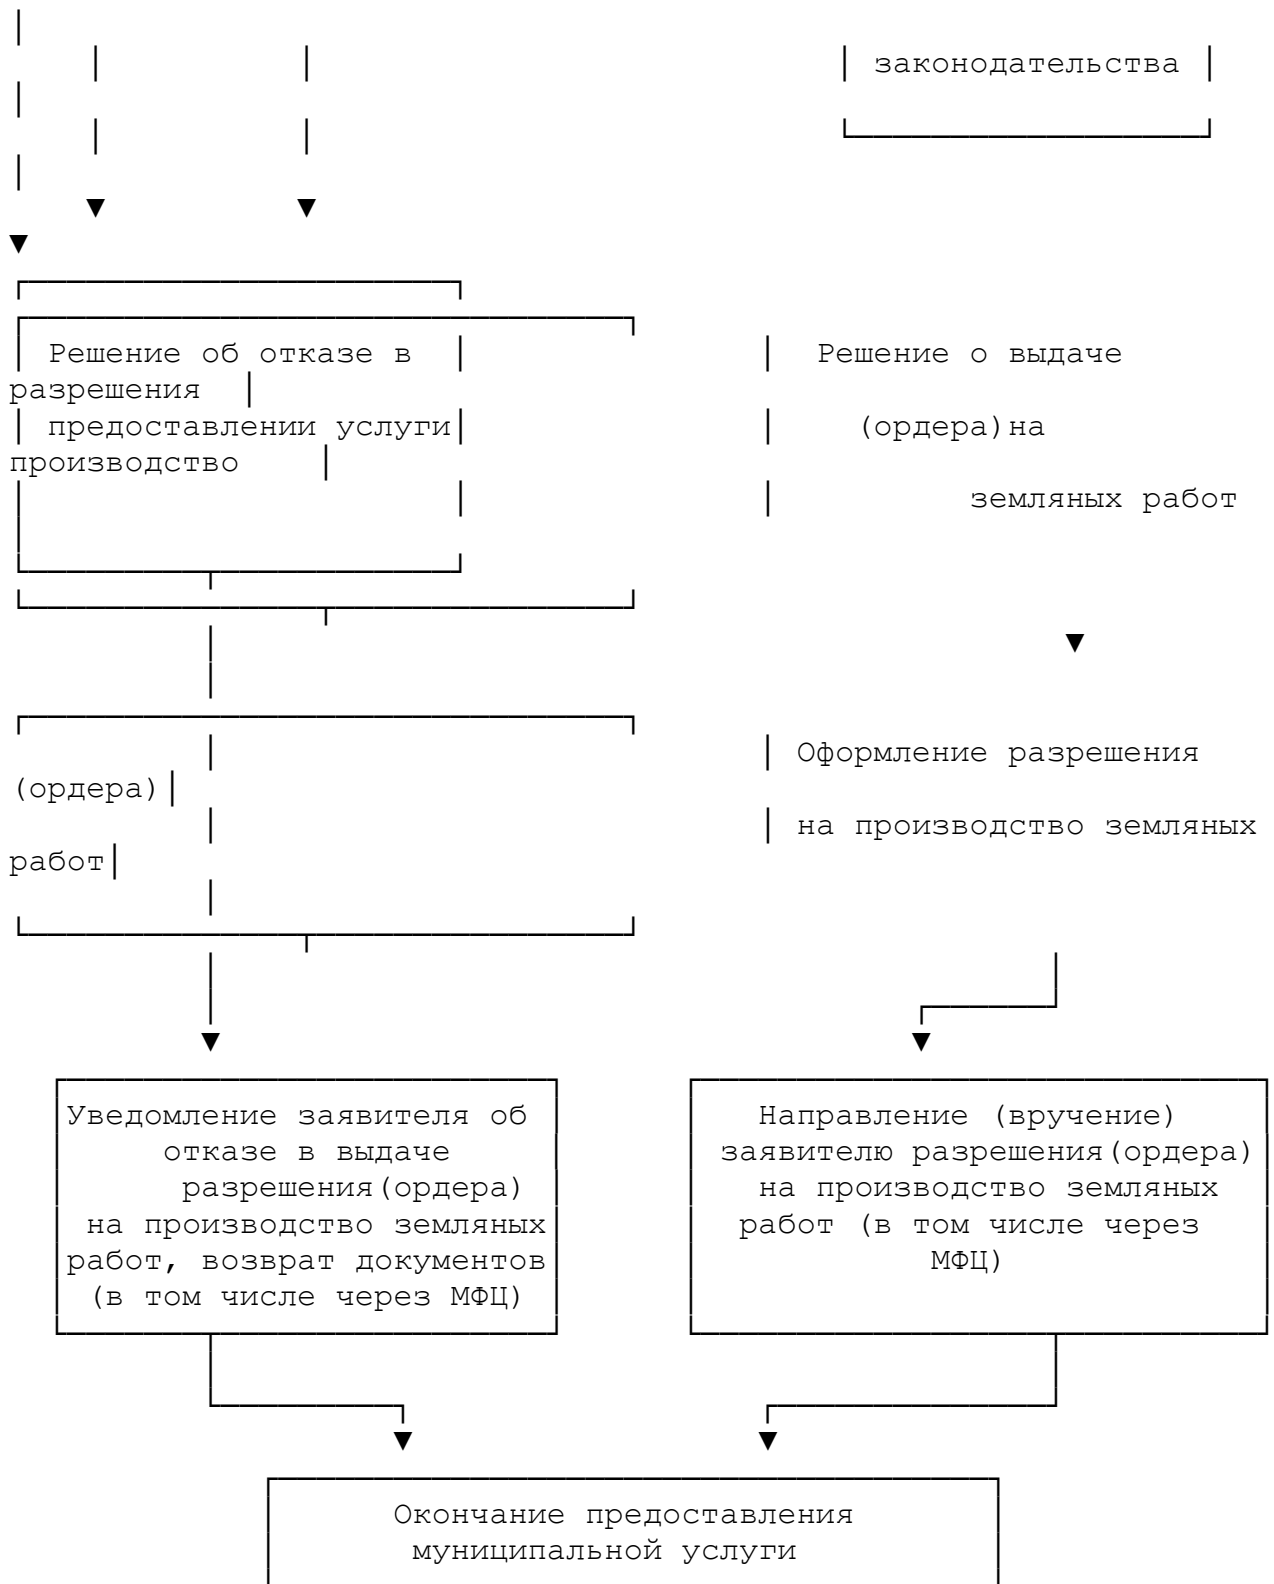 законодательства
Решение об отказе в Решение о выдаче
разрешения
предоставлении услуги (ордера)на
производство
земляных работ
Оформление разрешения
(ордера)
на производство земляных
работ
Уведомление заявителя об
отказе в выдаче
разрешения(ордера)
на производство земляных
работ, возврат документов
(в том числе через МФЦ)
Направление (вручение)
заявителю разрешения(ордера)
на производство земляных
работ (в том числе через
МФЦ)
Окончание предоставления
муниципальной услуги